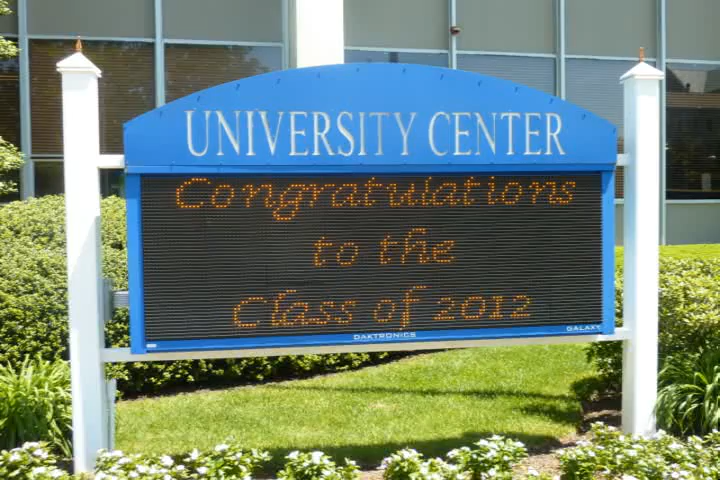 UNIVERSITY CENTER
Congratulations
to the
Class of 2012
DAKTRONICS
GALAXY